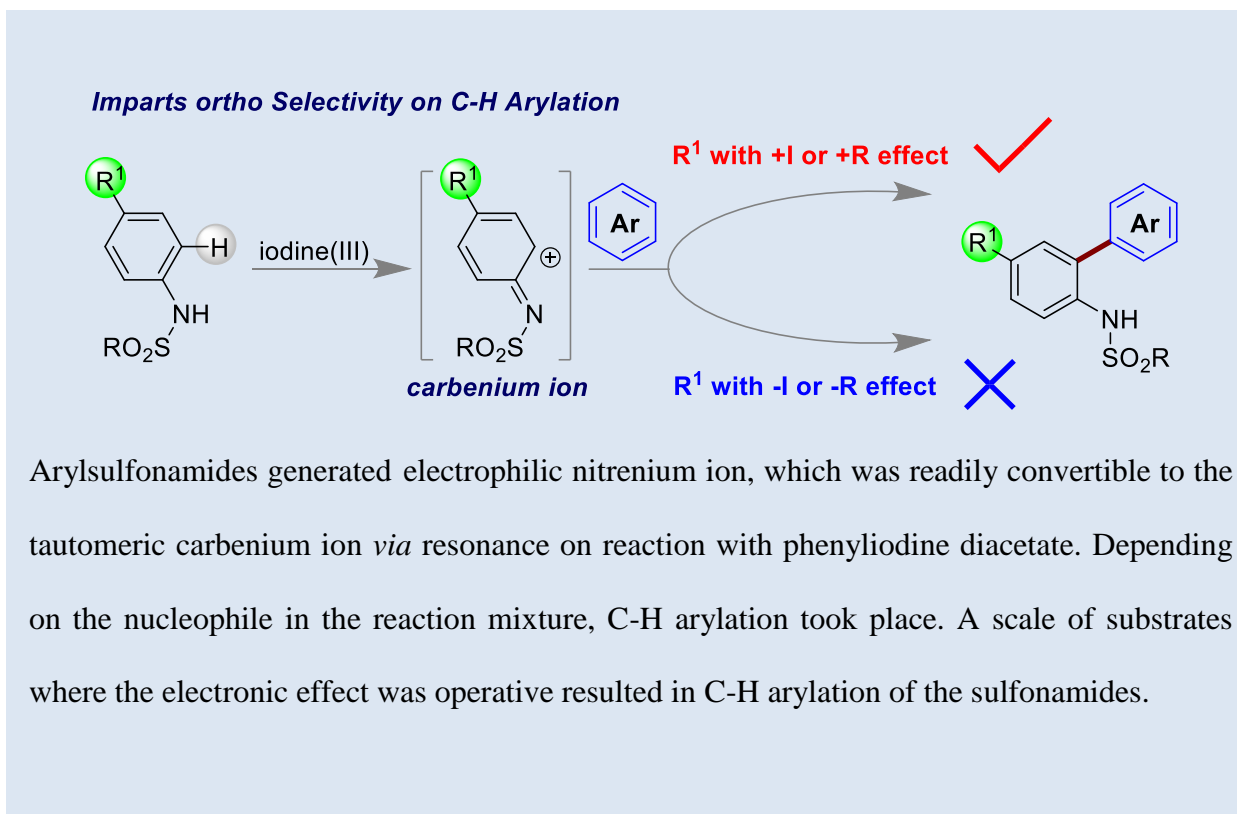 Imparts ortho Selectivity on C-H Arylation
R¹ with +I or +R effect
R¹
H
iodine(III)
NH
RO₂S
R¹
⊕
N
RO₂S
carbenium ion
Ar
R¹ with -I or -R effect
R¹
Ar
NH
SO₂R
Arylsulfonamides generated electrophilic nitrenium ion, which was readily convertible to the
tautomeric carbenium ion via resonance on reaction with phenyliodine diacetate. Depending
on the nucleophile in the reaction mixture, C-H arylation took place. A scale of substrates
where the electronic effect was operative resulted in C-H arylation of the sulfonamides.